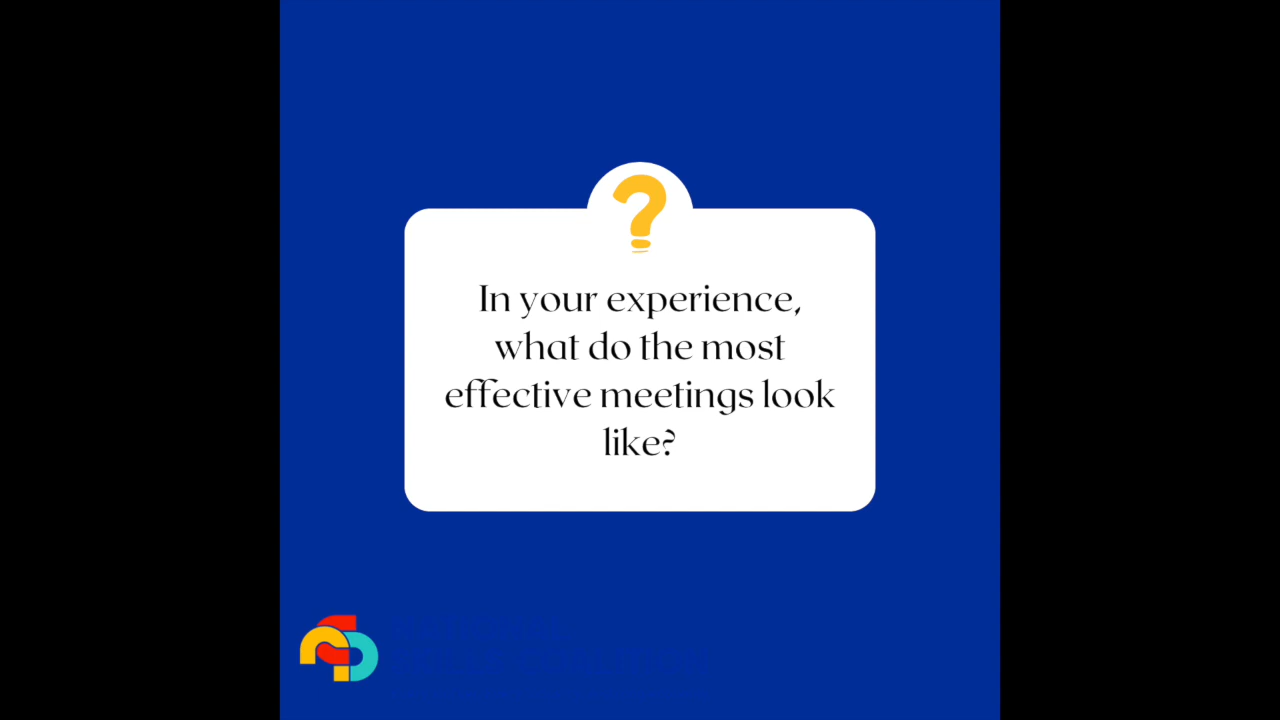 ?
In your experience,
what do the most
effective meetings look
like?